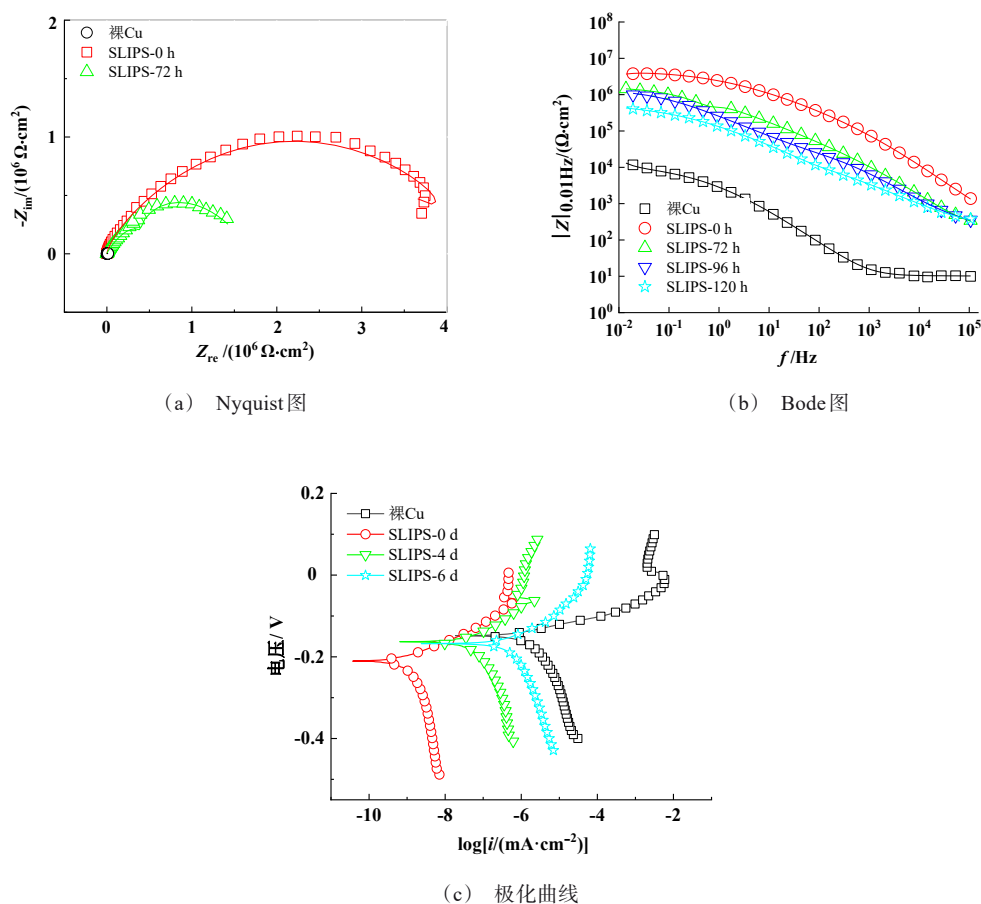 2
1
0
-Z_im/(10⁶ Ω·cm²)
裸Cu
SLIPS-0 h
SLIPS-72 h
0 1 2 3 4
Z_re /(10⁶ Ω·cm²)
(a) Nyquist图
10⁸
10⁷
10⁶
10⁵
10⁴
10³
10²
10¹
10⁰
|Z|0.01Hz/(Ω·cm²)
裸Cu
SLIPS-0 h
SLIPS-72 h
SLIPS-96 h
SLIPS-120 h
10⁻² 10⁻¹ 10⁰ 10¹ 10² 10³ 10⁴ 10⁵
f /Hz
(b) Bode图
0.2
0
-0.2
-0.4
电压/ V
裸Cu
SLIPS-0 d
SLIPS-4 d
SLIPS-6 d
-10 -8 -6 -4 -2
log[i/(mA·cm⁻²)]
(c) 极化曲线